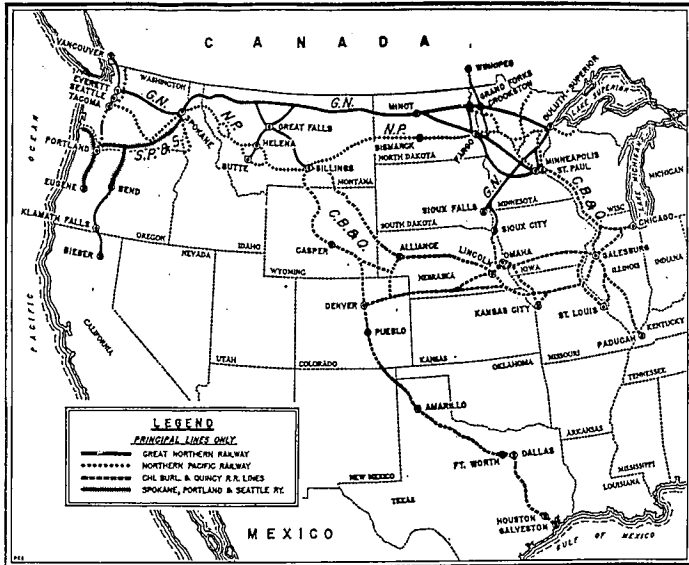 CANADA
VANCOUVER
WASHINGTON
EVERETT
SEATTLE
TACOMA
G.N.
SPOKANE
N.P.
S.P.&S.
PORTLAND
EUGENE
BEND
KLAMATH FALLS
BIEBER
OREGON
PACIFIC OCEAN
CALIFORNIA
NEVADA
IDAHO
UTAH
GREAT FALLS
HELENA
BUTTE
BILLINGS
MONTANA
G.N.
N.P.
MINOT
BISMARCK
NORTH DAKOTA
WINNIPEG
GRAND FORKS
CROOKSTON
FARGO
DULUTH-SUPERIOR
LAKE SUPERIOR
MINNEAPOLIS
ST. PAUL
G.N.
SIOUX FALLS
MINNESOTA
SOUTH DAKOTA
SIOUX CITY
C.B.&Q.
WISC
LAKE MICHIGAN
MICHIGAN
CHICAGO
C.B.&Q.
CASPER
WYOMING
ALLIANCE
LINCOLN
OMAHA
NEBRASKA
IOWA
GALESBURG
ILLINOIS
INDIANA
DENVER
PUEBLO
COLORADO
KANSAS CITY
KANSAS
MISSOURI
ST. LOUIS
PADUCAH
KENTUCKY
TENNESSEE
OKLAHOMA
ARKANSAS
AMARILLO
NEW MEXICO
TEXAS
FT. WORTH
DALLAS
MISSISSIPPI
LOUISIANA
HOUSTON
GALVESTON
GULF OF MEXICO
MEXICO
LEGEND
PRINCIPAL LINES ONLY
GREAT NORTHERN RAILWAY
NORTHERN PACIFIC RAILWAY
CHI. BURL. & QUINCY R.R. LINES
SPOKANE, PORTLAND & SEATTLE RY.